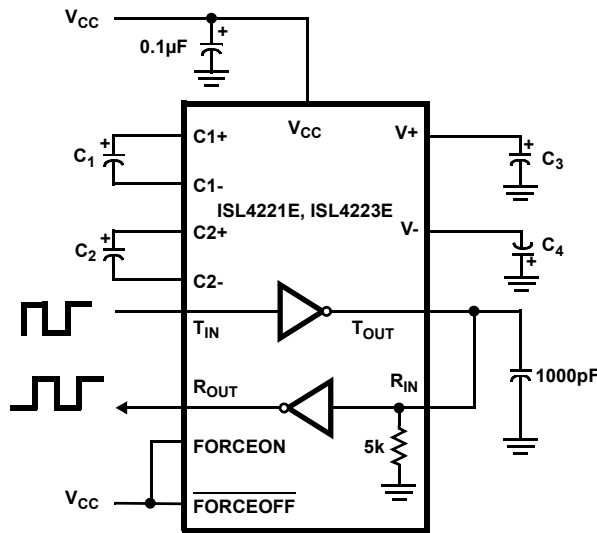 VCC
0.1µF
+
VCC
C1+
C1-
C1
+
ISL4221E, ISL4223E
C2+
C2-
C2
+
V+
+
C3
V-
C4
+
TIN
TOUT
ROUT
RIN
1000pF
5k
FORCEON
FORCEOFF
VCC